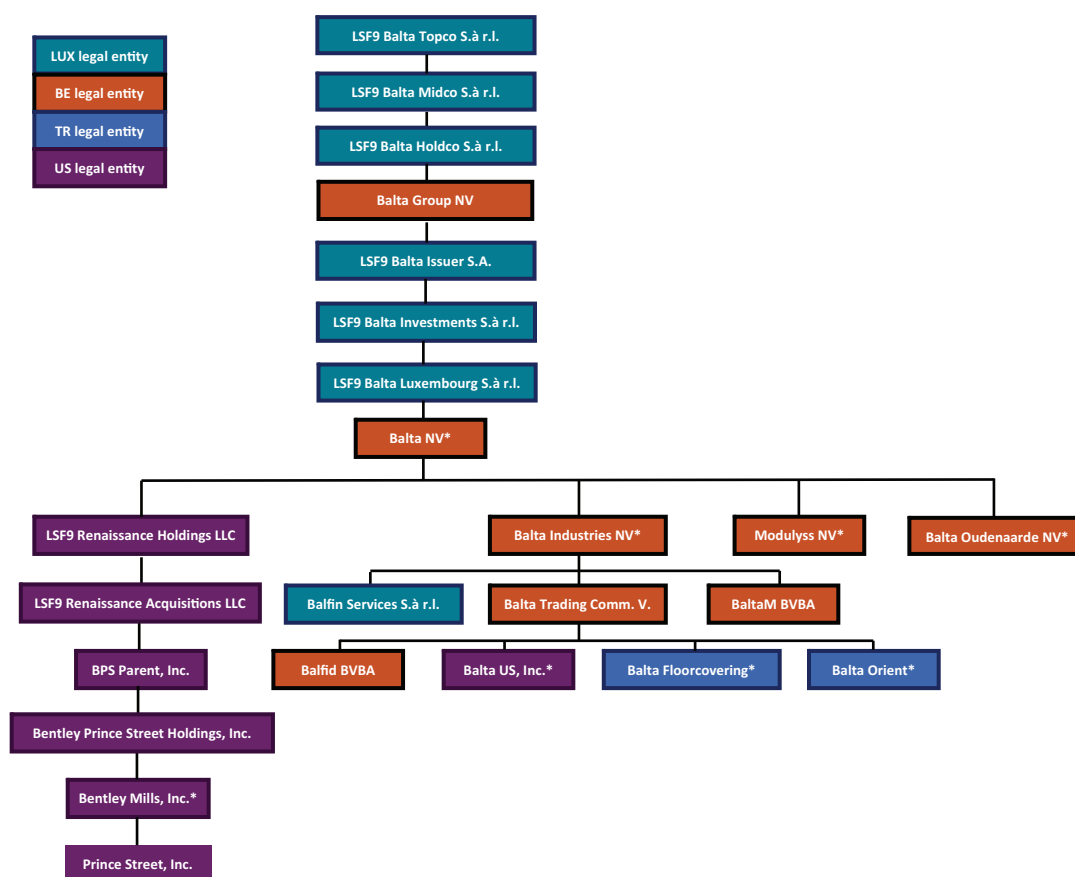 LSF9 Balta Topco S.à r.l.
LUX legal entity
BE legal entity
TR legal entity
US legal entity
LSF9 Balta Midco S.à r.l.
LSF9 Balta Holdco S.à r.l.
Balta Group NV
LSF9 Balta Issuer S.A.
LSF9 Balta Investments S.à r.l.
LSF9 Balta Luxembourg S.à r.l.
Balta NV*
LSF9 Renaissance Holdings LLC
Balta Industries NV*
Modulyss NV*
Balta Oudenaarde NV*
LSF9 Renaissance Acquisitions LLC
Balfin Services S.à r.l.
Balta Trading Comm. V.
BaltaM BVBA
BPS Parent, Inc.
Balfid BVBA
Balta US, Inc.*
Balta Floorcovering*
Balta Orient*
Bentley Prince Street Holdings, Inc.
Bentley Mills, Inc.*
Prince Street, Inc.